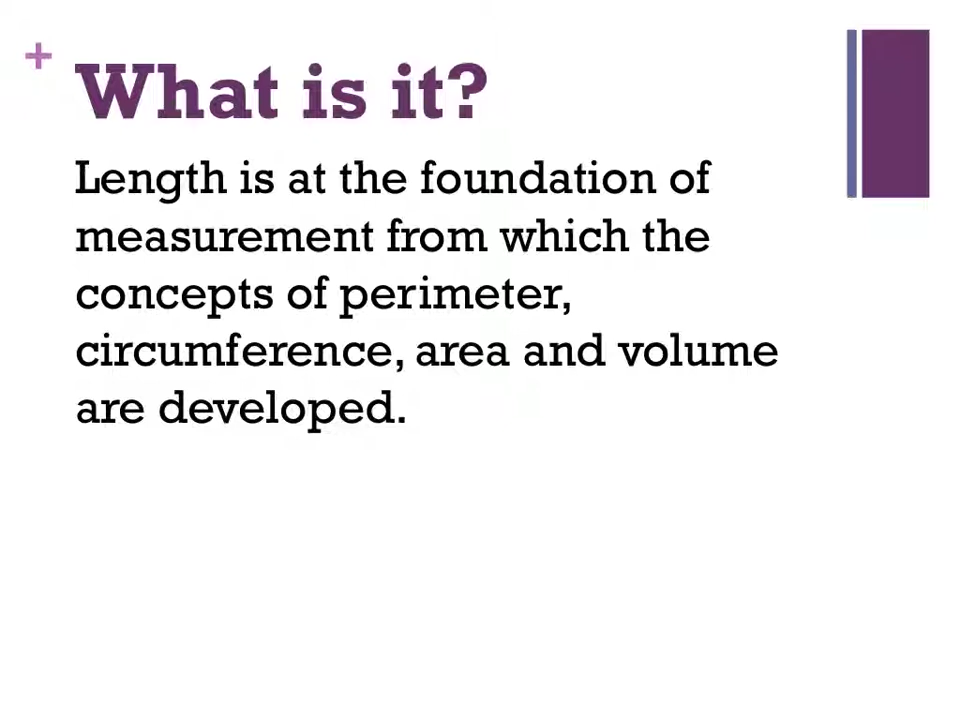 +
What is it?
Length is at the foundation of
measurement from which the
concepts of perimeter,
circumference, area and volume
are developed.